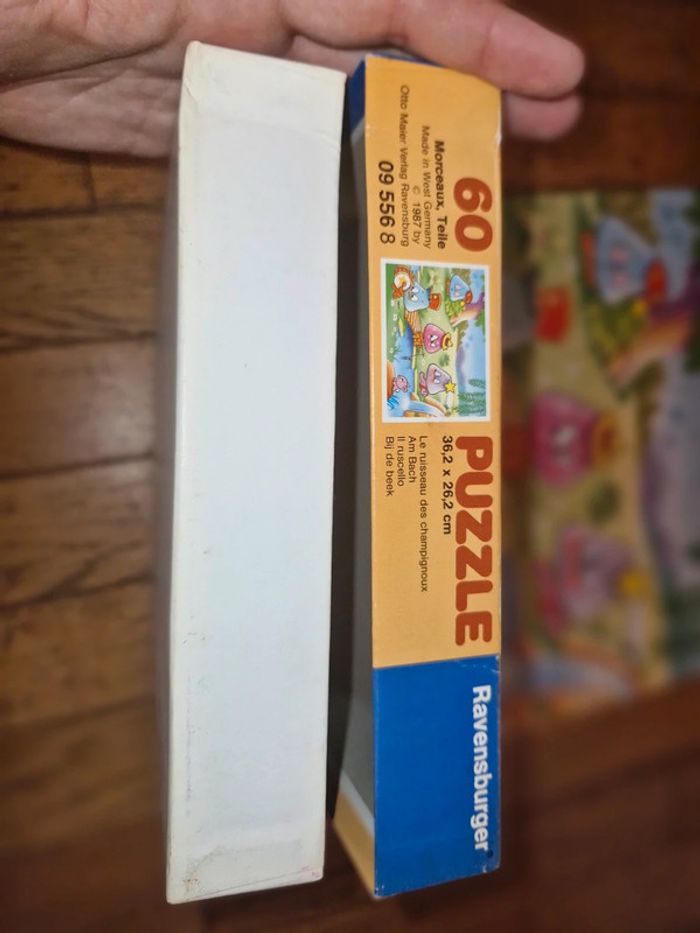 60
Morceaux, Teile
Made in West Germany
© 1987 by
Otto Maier Verlag Ravensburg
09 556 8
PUZZLE
36,2 x 26,2 cm
Le ruisseau des champignoux
Am Bach
Il ruscello
Bij de beek
Ravensburger®